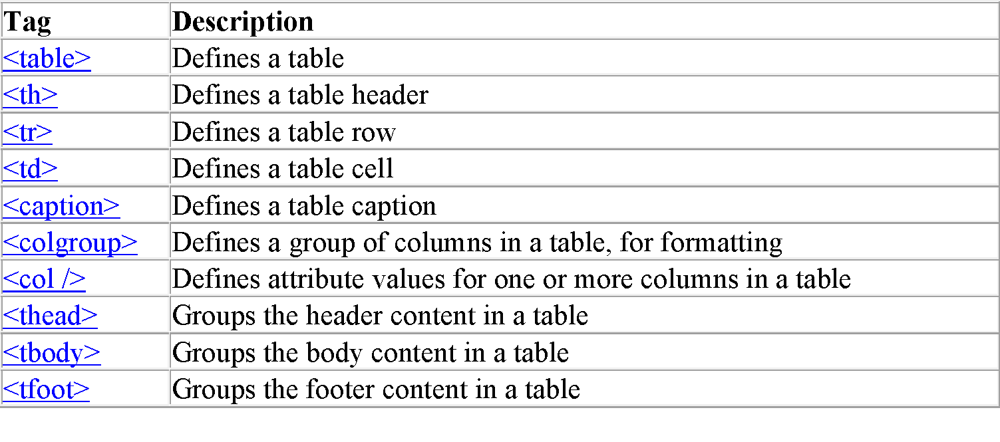 Tag Description
<table> Defines a table
<th> Defines a table header
<tr> Defines a table row
<td> Defines a table cell
<caption> Defines a table caption
<colgroup> Defines a group of columns in a table, for formatting
<col /> Defines attribute values for one or more columns in a table
<thead> Groups the header content in a table
<tbody> Groups the body content in a table
<tfoot> Groups the footer content in a table